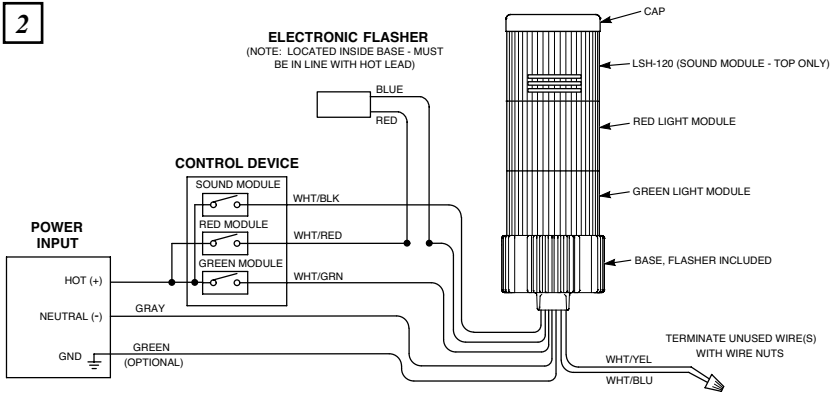 2
ELECTRONIC FLASHER
(NOTE: LOCATED INSIDE BASE - MUST
BE IN LINE WITH HOT LEAD)
BLUE
RED
CAP
LSH-120 (SOUND MODULE - TOP ONLY)
RED LIGHT MODULE
GREEN LIGHT MODULE
BASE, FLASHER INCLUDED
CONTROL DEVICE
SOUND MODULE
WHT/BLK
RED MODULE
WHT/RED
GREEN MODULE
WHT/GRN
POWER
INPUT
HOT (+)
NEUTRAL (-)
GRAY
GND
GREEN
(OPTIONAL)
TERMINATE UNUSED WIRE(S)
WITH WIRE NUTS
WHT/YEL
WHT/BLU